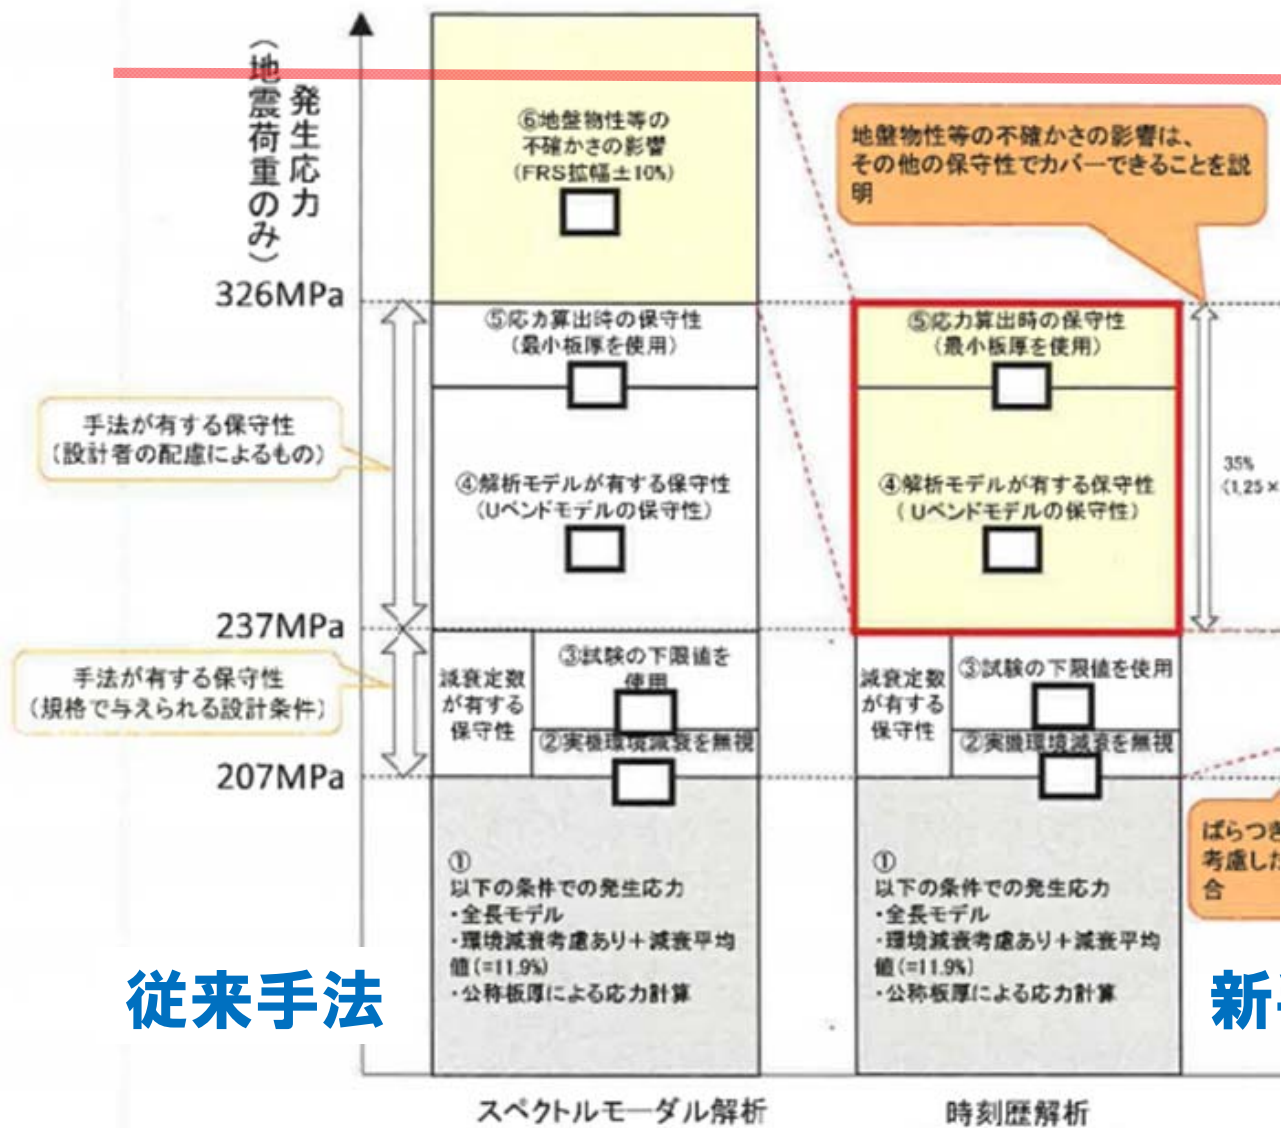 発生応力
（地震荷重のみ）
⑥地盤物性等の
不確かさの影響
(FRS拡幅±10%)
地盤物性等の不確かさの影響は、
その他の保守性でカバーできることを説
明
326MPa
⑤応力算出時の保守性
（最小板厚を使用）
⑤応力算出時の保守性
（最小板厚を使用）
手法が有する保守性
（設計者の配慮によるもの）
④解析モデルが有する保守性
（Uベンドモデルの保守性）
④解析モデルが有する保守性
（Uベンドモデルの保守性）
35%
(1.25×
237MPa
手法が有する保守性
（規格で与えられる設計条件）
減衰定数
が有する
保守性
③試験の下限値を
使用
②実機環境減衰を無視
減衰定数
が有する
保守性
③試験の下限値を使用
②実機環境減衰を無視
207MPa
①
以下の条件での発生応力
・全長モデル
・環境減衰考慮あり＋減衰平均
値(=11.9%)
・公称板厚による応力計算
①
以下の条件での発生応力
・全長モデル
・環境減衰考慮あり＋減衰平均
値(=11.9%)
・公称板厚による応力計算
ばらつき
考慮した
合
従来手法
新
スペクトルモーダル解析
時刻歴解析